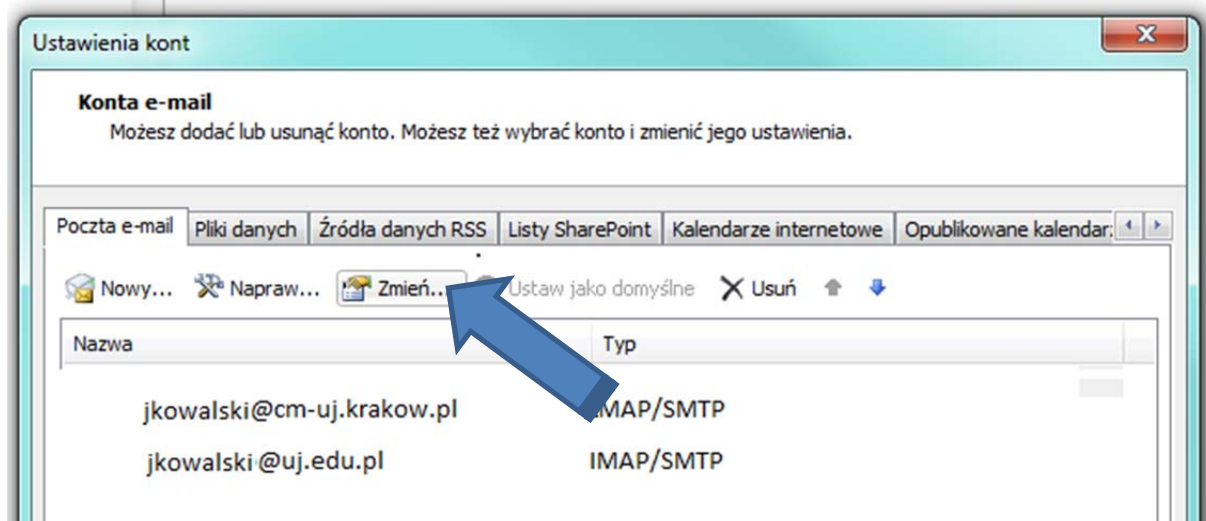 Ustawienia kont
Konta e-mail
Możesz dodać lub usunąć konto. Możesz też wybrać konto i zmienić jego ustawienia.
Poczta e-mail Pliki danych Źródła danych RSS Listy SharePoint Kalendarze internetowe Opublikowane
Nowy... Napraw... Zmień... Ustaw jako domyślne Usuń
Nazwa Typ
jkowalski@cm-uj.krakow.pl IMAP/SMTP
jkowalski@uj.edu.pl IMAP/SMTP